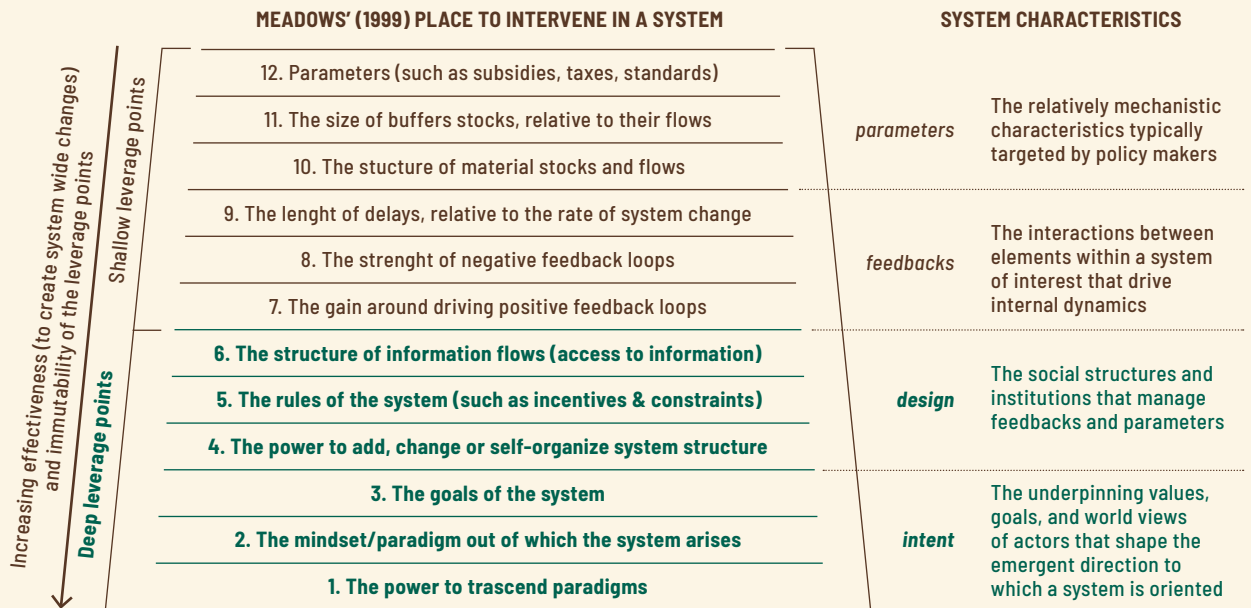 MEADOWS' (1999) PLACE TO INTERVENE IN A SYSTEM
SYSTEM CHARACTERISTICS
Increasing effectiveness (to create system wide changes)
and immutability of the leverage points
Shallow leverage points
Deep leverage points
12. Parameters (such as subsidies, taxes, standards)
11. The size of buffers stocks, relative to their flows
10. The stucture of material stocks and flows
9. The lenght of delays, relative to the rate of system change
8. The strenght of negative feedback loops
7. The gain around driving positive feedback loops
6. The structure of information flows (access to information)
5. The rules of the system (such as incentives & constraints)
4. The power to add, change or self-organize system structure
3. The goals of the system
2. The mindset/paradigm out of which the system arises
1. The power to trascend paradigms
parameters
The relatively mechanistic
characteristics typically
targeted by policy makers
feedbacks
The interactions between
elements within a system
of interest that drive
internal dynamics
design
The social structures and
institutions that manage
feedbacks and parameters
intent
The underpinning values,
goals, and world views
of actors that shape the
emergent direction to
which a system is oriented